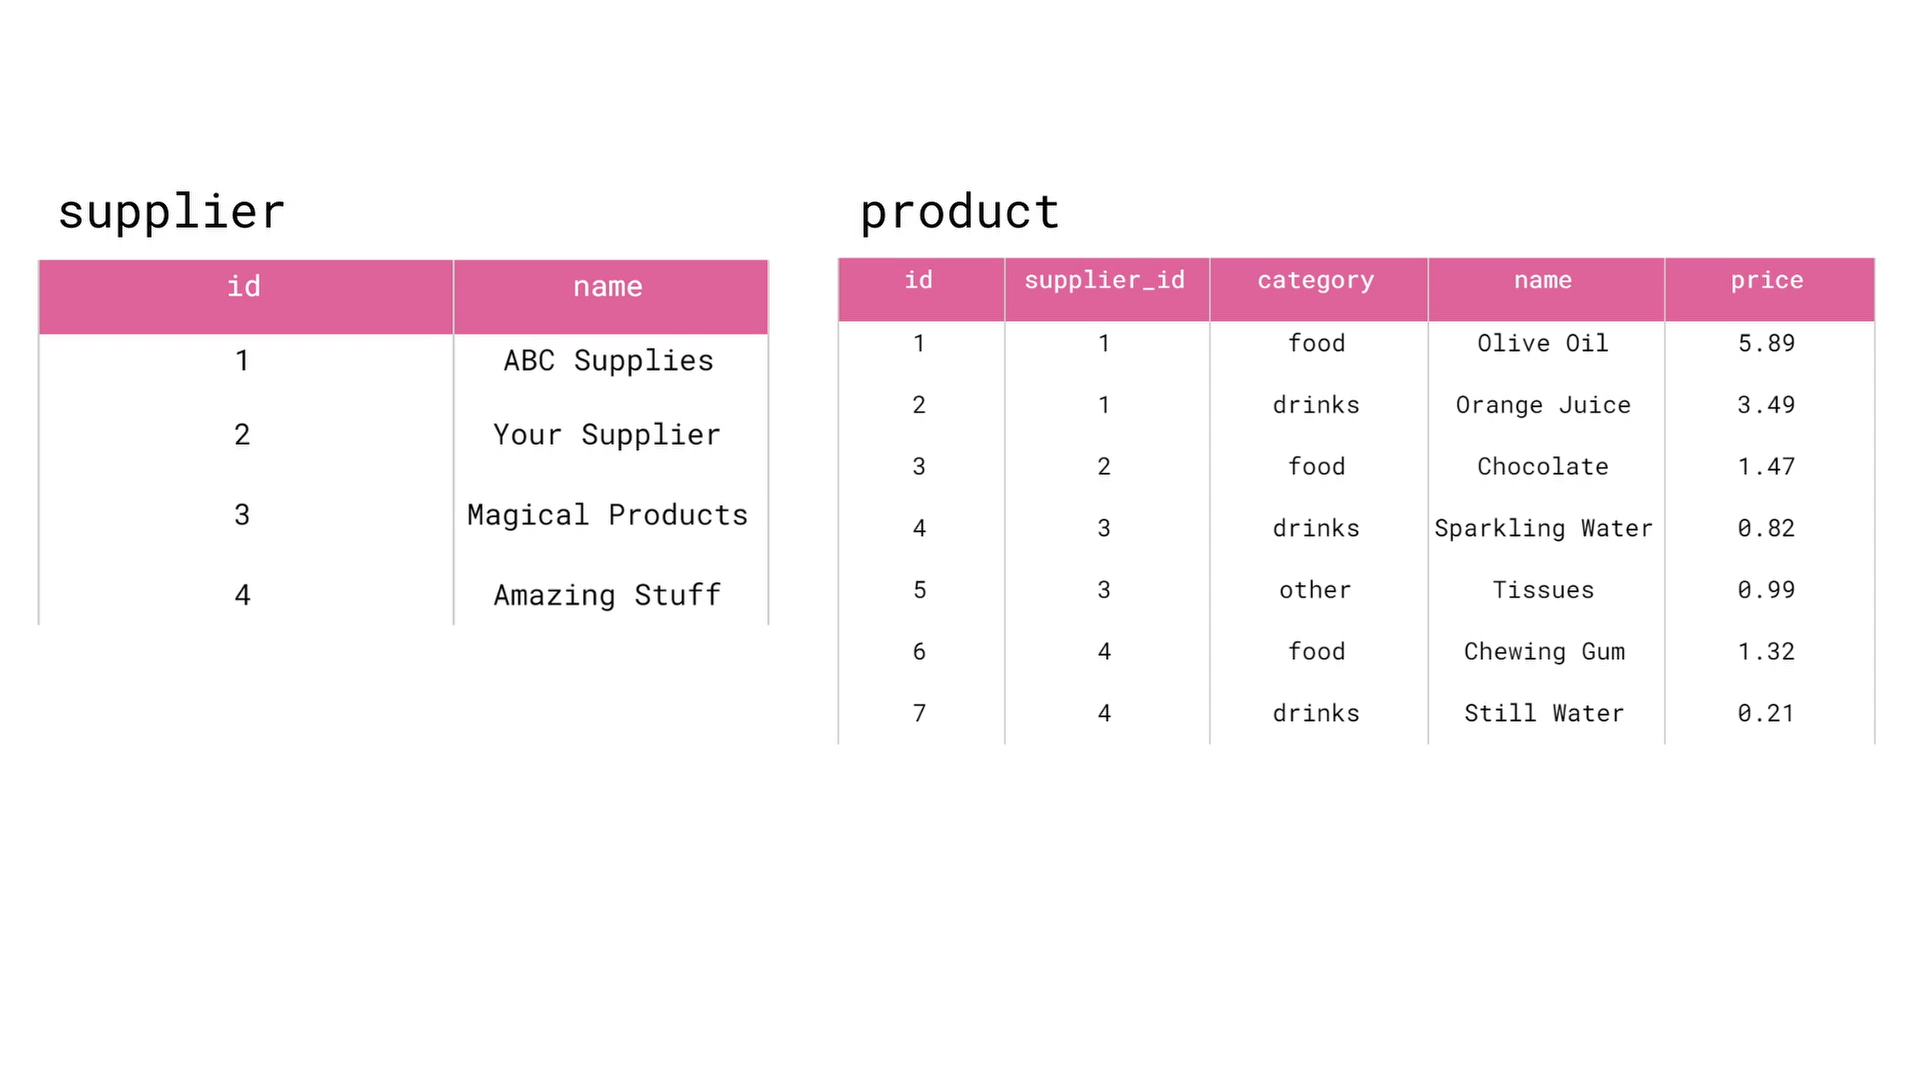 supplier
id name
1 ABC Supplies
2 Your Supplier
3 Magical Products
4 Amazing Stuff
product
id supplier_id category name price
1 1 food Olive Oil 5.89
2 1 drinks Orange Juice 3.49
3 2 food Chocolate 1.47
4 3 drinks Sparkling Water 0.82
5 3 other Tissues 0.99
6 4 food Chewing Gum 1.32
7 4 drinks Still Water 0.21